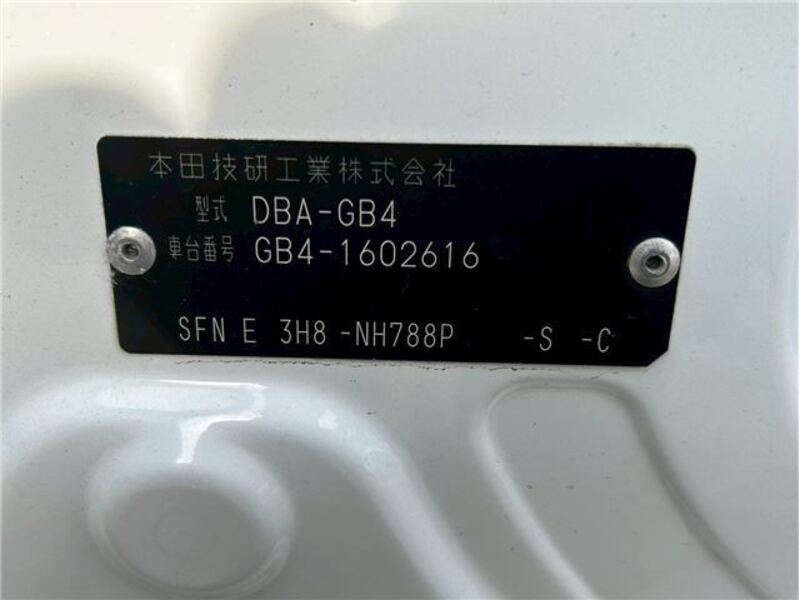 本田技研工業株式会社
型式 DBA-GB4
車台番号 GB4-1602616
SFN E 3H8 -NH788P -S -C